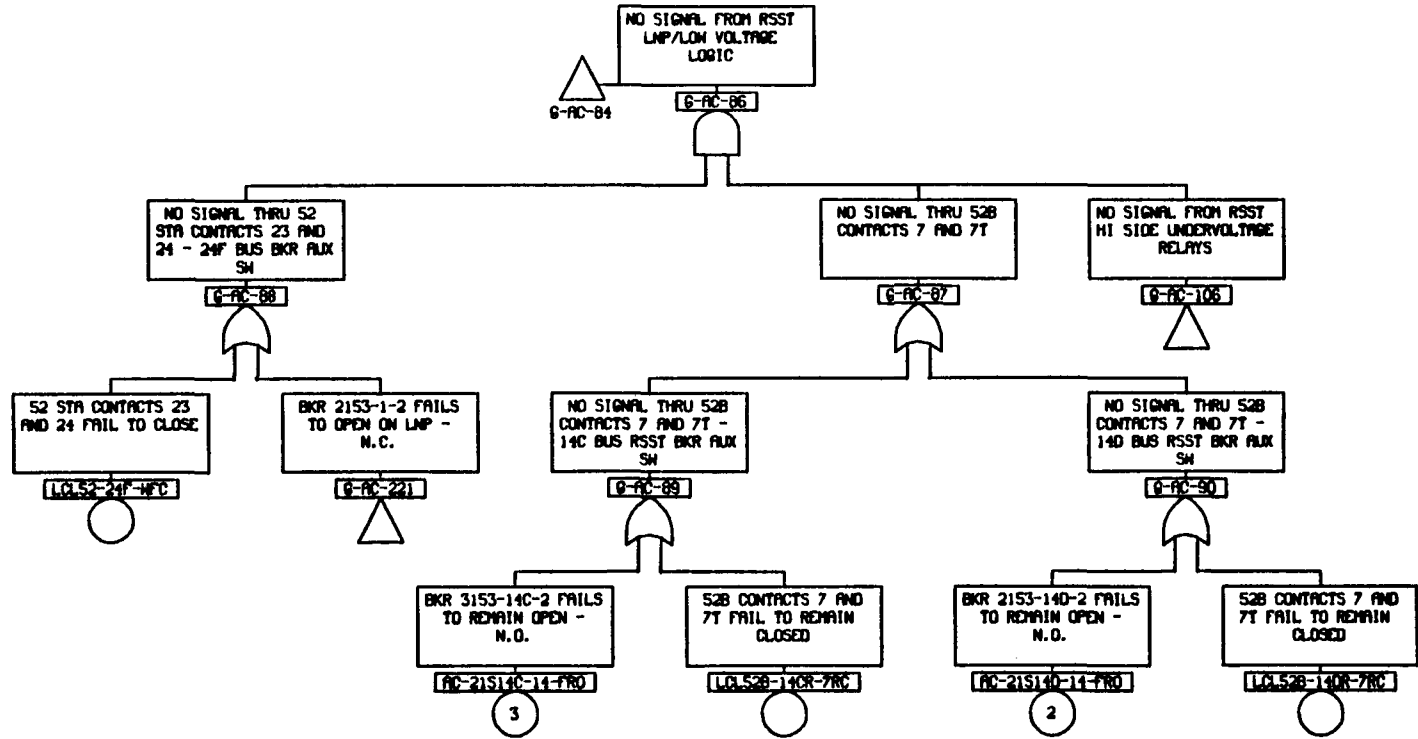 NO SIGNAL FROM RSST
LNP/LOW VOLTAGE
LOGIC
G-AC-84
G-AC-86
NO SIGNAL THRU 52
STA CONTACTS 23 AND
24 - 24F BUS BKR AUX
SW
G-AC-88
NO SIGNAL THRU 52B
CONTACTS 7 AND 7T
G-AC-87
NO SIGNAL FROM RSST
HI SIDE UNDERVOLTAGE
RELAYS
G-AC-106
52 STA CONTACTS 23
AND 24 FAIL TO CLOSE
LCL52-24F-WFC
BKR 2153-1-2 FAILS
TO OPEN ON LNP -
N.C.
G-AC-221
NO SIGNAL THRU 52B
CONTACTS 7 AND 7T -
14C BUS RSST BKR AUX
SW
G-AC-89
NO SIGNAL THRU 52B
CONTACTS 7 AND 7T -
14D BUS RSST BKR AUX
SW
G-AC-90
BKR 3153-14C-2 FAILS
TO REMAIN OPEN -
N.O.
AC-21S14C-14-FRO
3
52B CONTACTS 7 AND
7T FAIL TO REMAIN
CLOSED
LCL52B-14CR-7RC
BKR 2153-14D-2 FAILS
TO REMAIN OPEN -
N.O.
AC-21S14D-14-FRO
2
52B CONTACTS 7 AND
7T FAIL TO REMAIN
CLOSED
LCL52B-14DR-7RC